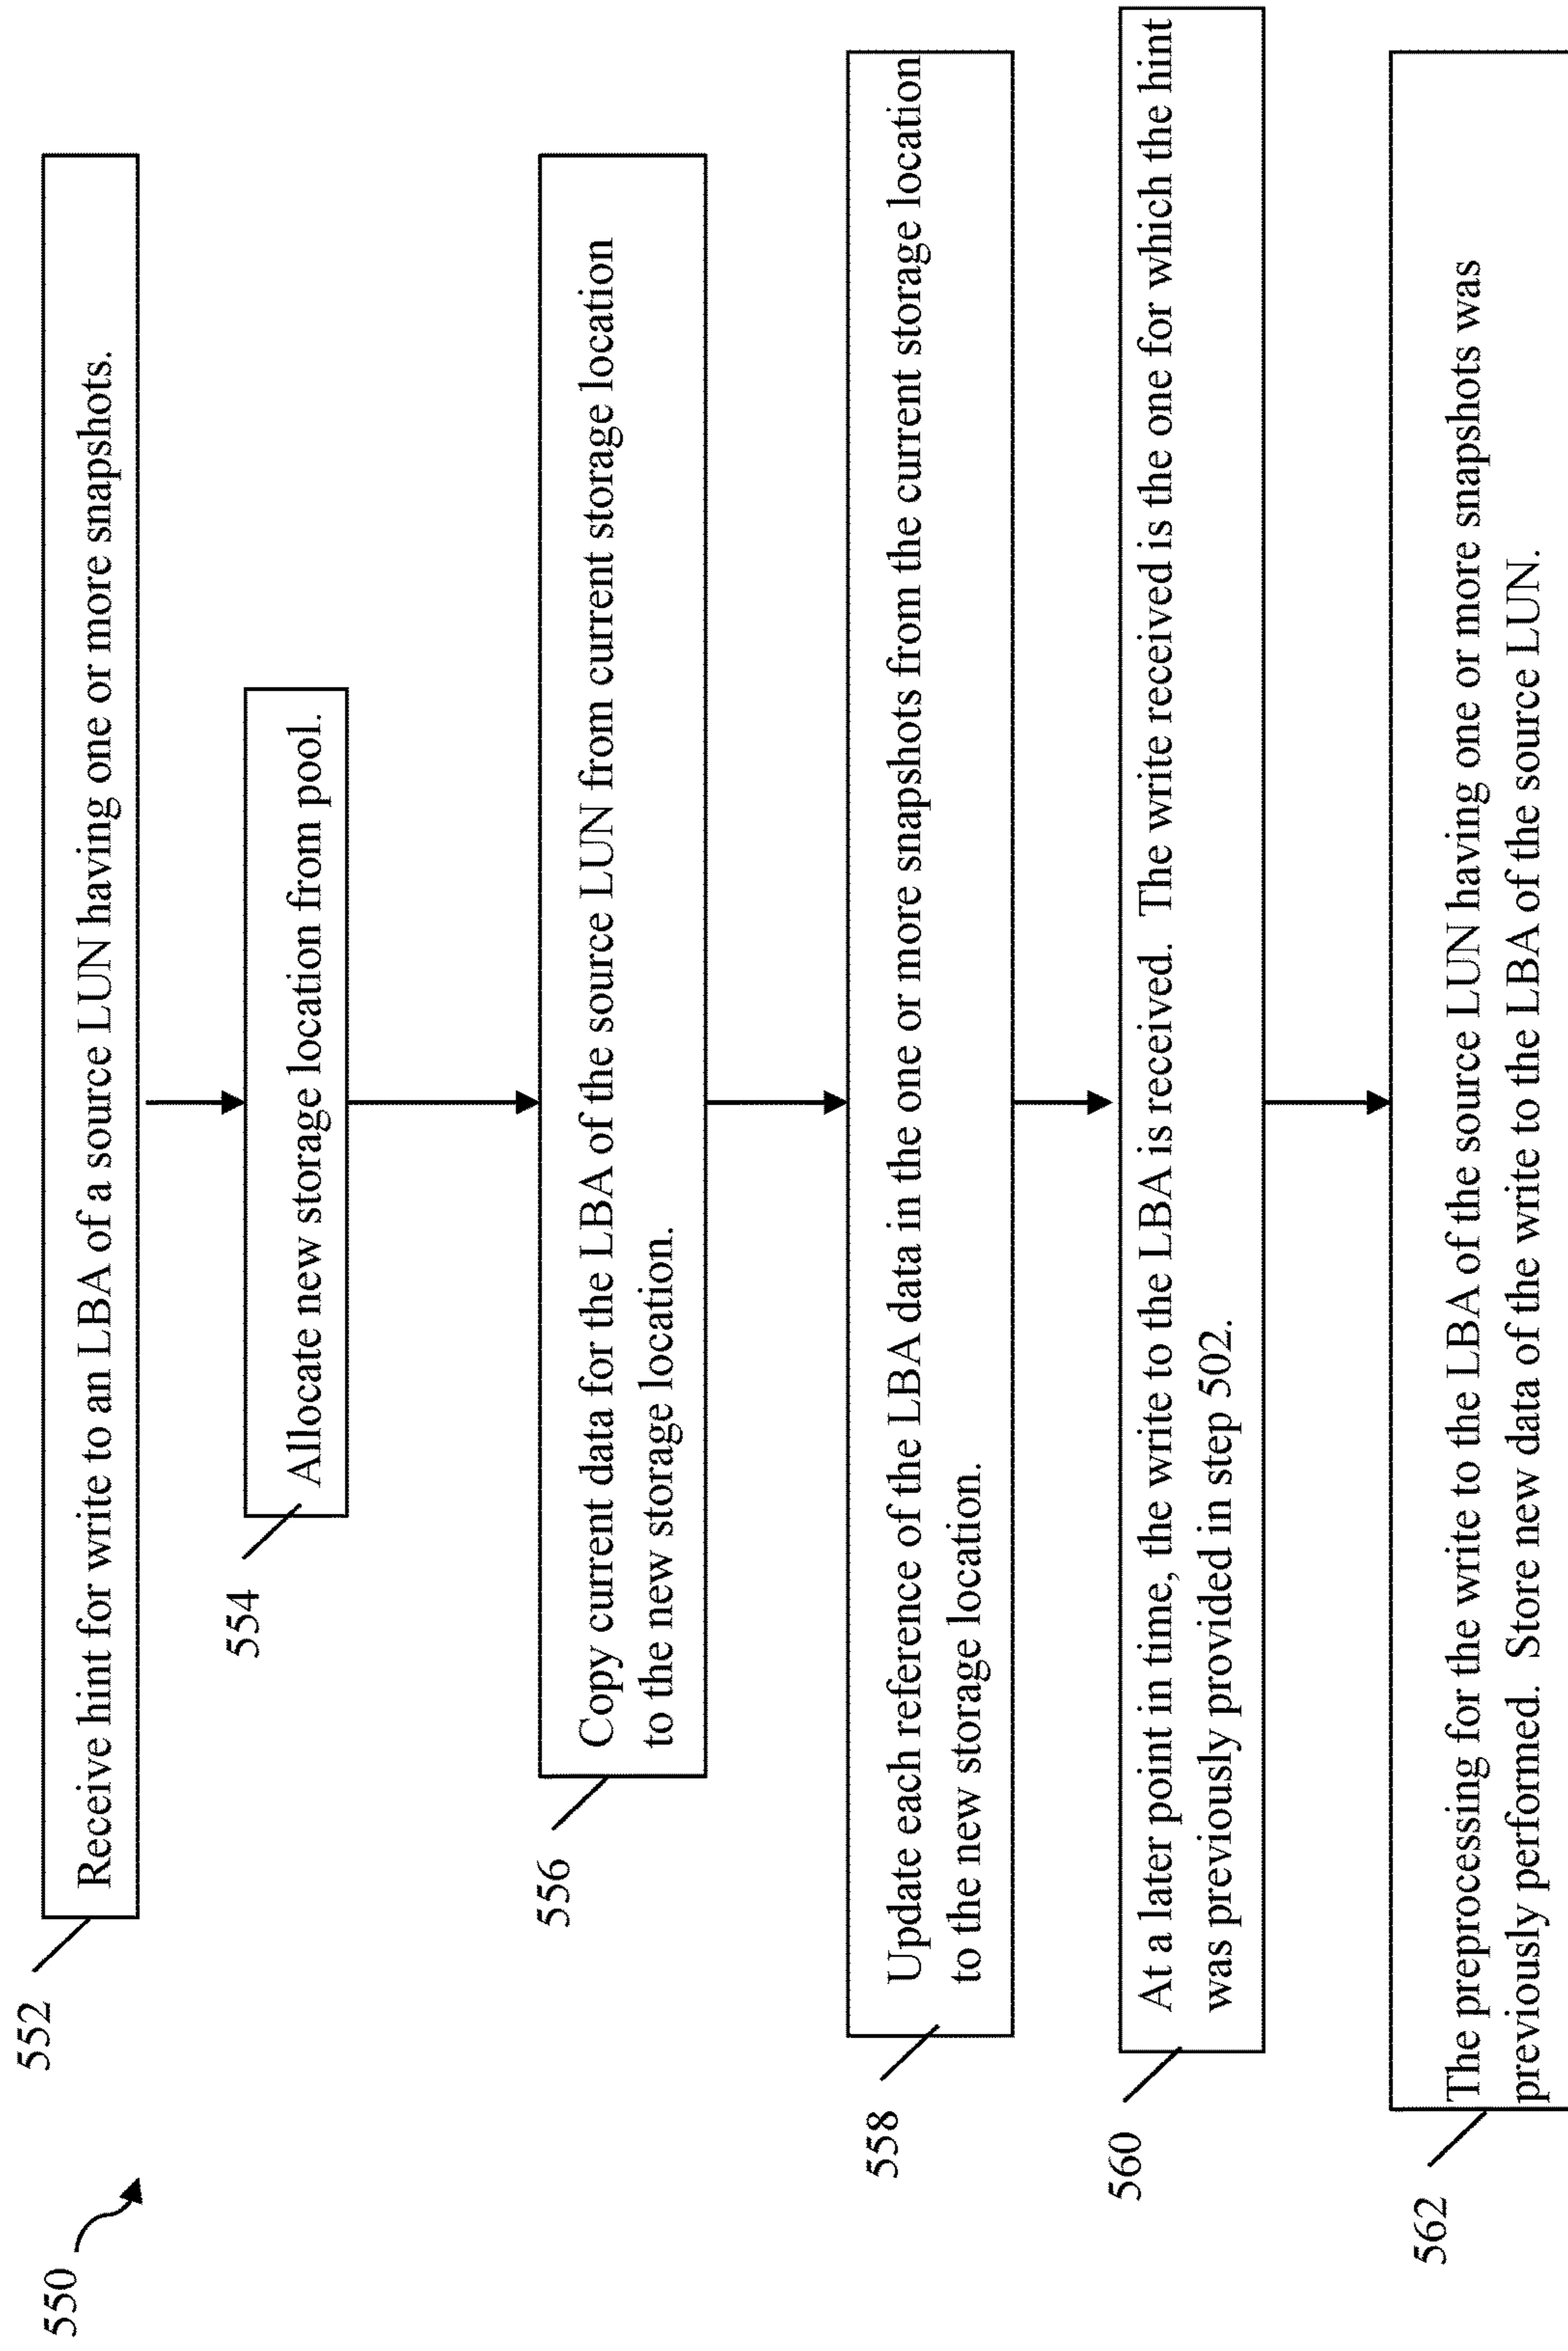 550
552
Receive hint for write to an LBA of a source LUN having one or more snapshots.
554
Allocate new storage location from pool.
556
Copy current data for the LBA of the source LUN from current storage location
to the new storage location.
558
Update each reference of the LBA data in the one or more snapshots from the current storage location
to the new storage location.
560
At a later point in time, the write to the LBA is received. The write received is the one for which the hint
was previously provided in step 502.
562
The preprocessing for the write to the LBA of the source LUN having one or more snapshots was
previously performed. Store new data of the write to the LBA of the source LUN.